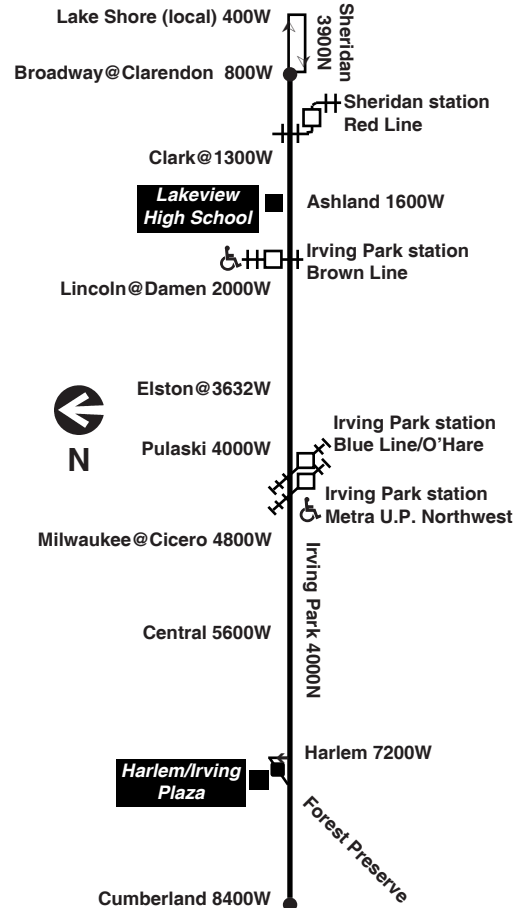 Lake Shore (local) 400W
Sheridan
3900N
Broadway@Clarendon 800W
Sheridan station
Red Line
Clark@1300W
Lakeview
High School
Ashland 1600W
Irving Park station
Brown Line
Lincoln@Damen 2000W
Elston@3632W
N
Irving Park station
Blue Line/O'Hare
Pulaski 4000W
Irving Park station
Metra U.P. Northwest
Milwaukee@Cicero 4800W
Irving Park 4000N
Central 5600W
Harlem 7200W
Harlem/Irving
Plaza
Forest Preserve
Cumberland 8400W